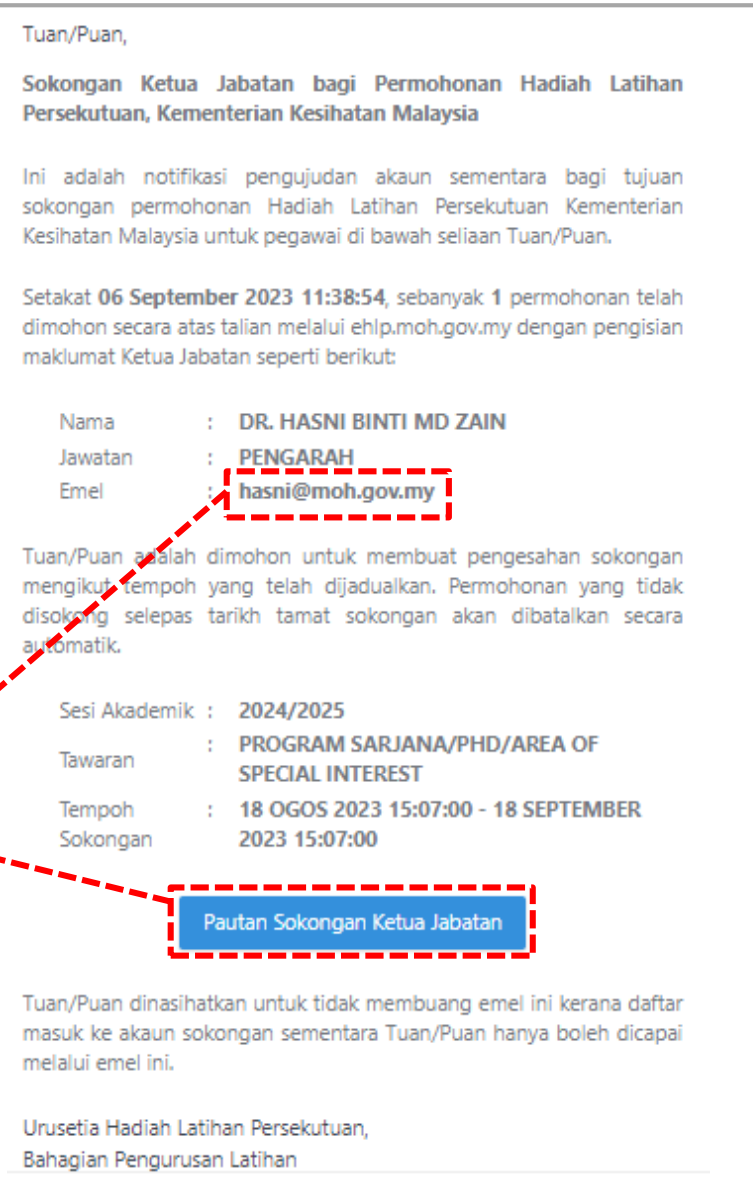 Tuan/Puan,
Sokongan Ketua Jabatan bagi Permohonan Hadiah Latihan
Persekutuan, Kementerian Kesihatan Malaysia
Ini adalah notifikasi pengujudan akaun sementara bagi tujuan
sokongan permohonan Hadiah Latihan Persekutuan Kementerian
Kesihatan Malaysia untuk pegawai di bawah seliaan Tuan/Puan.
Setakat 06 September 2023 11:38:54, sebanyak 1 permohonan telah
dimohon secara atas talian melalui ehlp.moh.gov.my dengan pengisian
maklumat Ketua Jabatan seperti berikut:
Nama : DR. HASNI BINTI MD ZAIN
Jawatan : PENGARAH
Emel : hasni@moh.gov.my
Tuan/Puan adalah dimohon untuk membuat pengesahan sokongan
mengikut tempoh yang telah dijadualkan. Permohonan yang tidak
disokong selepas tarikh tamat sokongan akan dibatalkan secara
automatik.
Sesi Akademik : 2024/2025
Tawaran : PROGRAM SARJANA/PHD/AREA OF
SPECIAL INTEREST
Tempoh : 18 OGOS 2023 15:07:00 - 18 SEPTEMBER
Sokongan 2023 15:07:00
Pautan Sokongan Ketua Jabatan
Tuan/Puan dinasihatkan untuk tidak membuang emel ini kerana daftar
masuk ke akaun sokongan sementara Tuan/Puan hanya boleh dicapai
melalui emel ini.
Urusetia Hadiah Latihan Persekutuan,
Bahagian Pengurusan Latihan